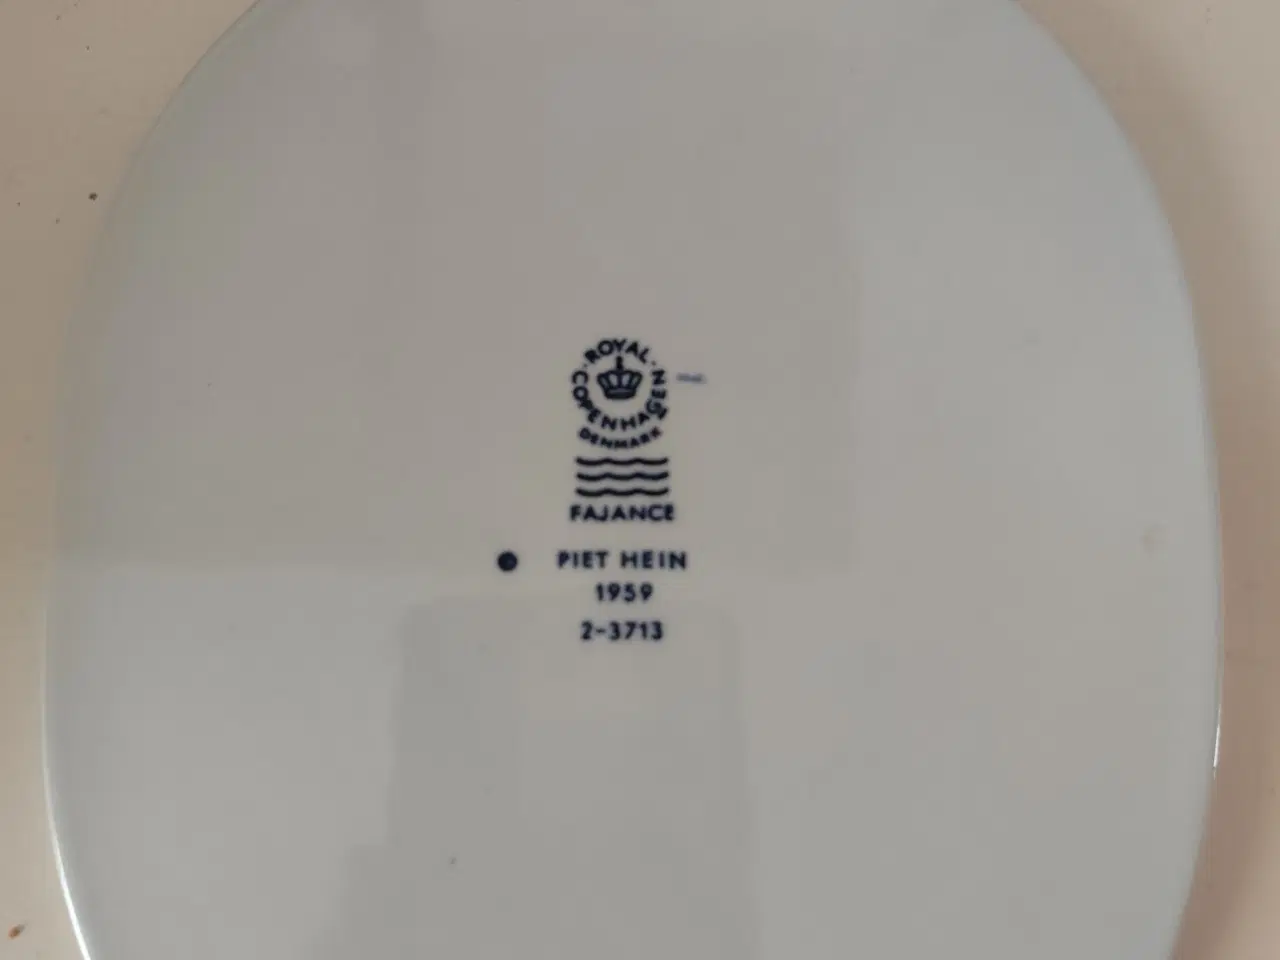 ROYAL
COPENHAGEN
DENMARK
FAJANCE
PIET HEIN
1959
2-3713